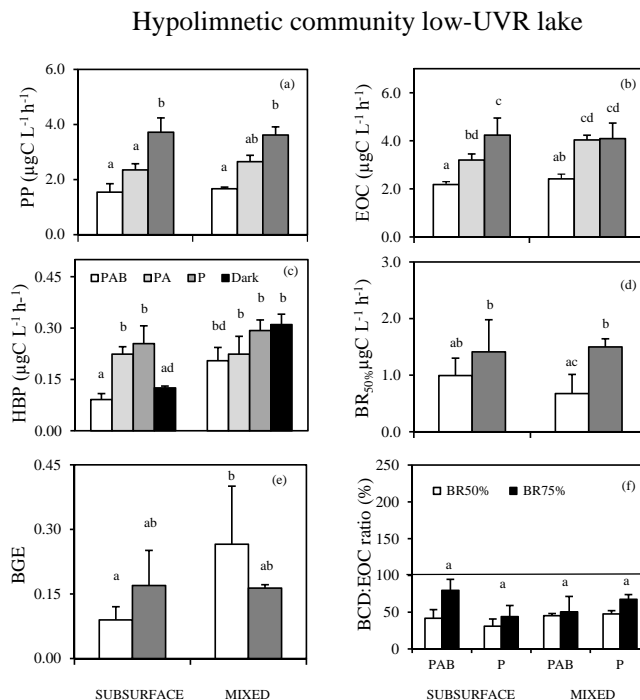 Hypolimnetic community low-UVR lake
(a)
PP (µgC L-1 h-1)
6.0
4.0
2.0
0.0
a
a
b
a
ab
b
(b)
EOC (µgC L-1 h-1)
6.0
4.0
2.0
0.0
a
bd
c
ab
cd
cd
(c)
HBP (µgC L-1 h-1)
0.45
0.30
0.15
0.00
PAB PA P Dark
a
b
b
ad
bd
b
b
b
(d)
BR50% µgC L-1 h-1)
3.0
2.0
1.0
0.0
ab
b
ac
b
(e)
BGE
0.45
0.30
0.15
0.00
a
ab
b
ab
SUBSURFACE MIXED
(f)
BCD:EOC ratio (%)
250
200
150
100
50
0
BR50% BR75%
a
a
a
a
PAB P PAB P
SUBSURFACE MIXED